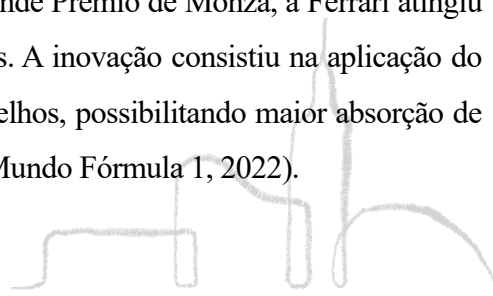 nde Prêmio de Monza, a Ferrari atingiu
s. A inovação consistiu na aplicação do
elhos, possibilitando maior absorção de
Mundo Fórmula 1, 2022).